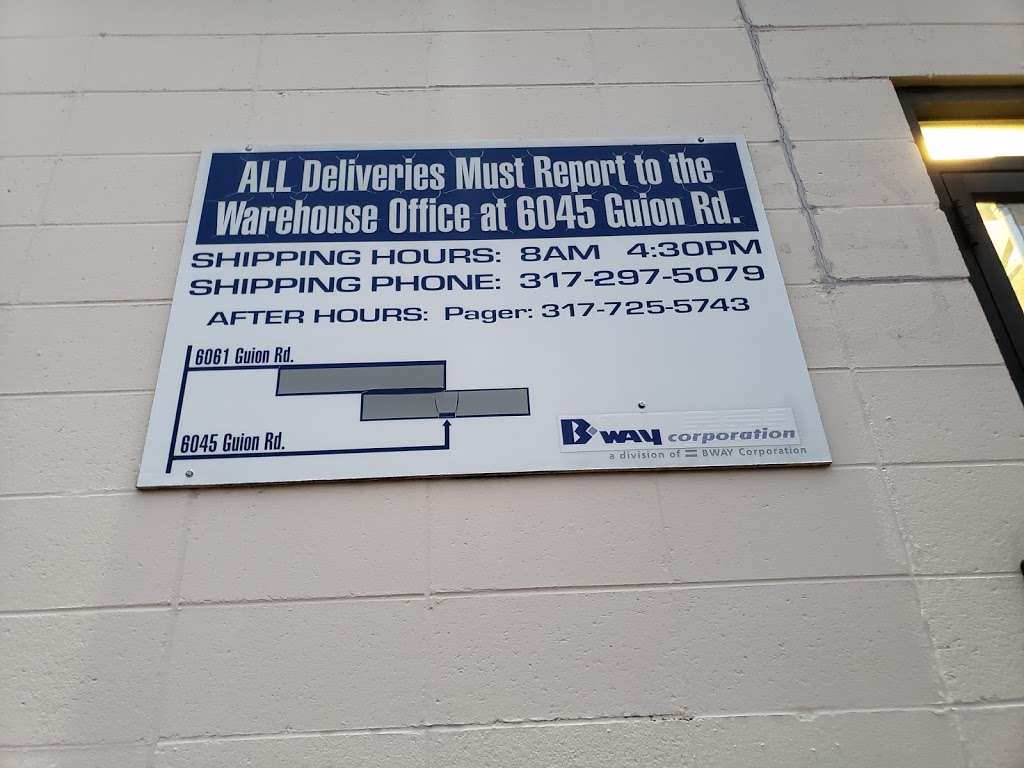 ALL Deliveries Must Report to the
Warehouse Office at 6045 Guion Rd.
SHIPPING HOURS: 8AM 4:30PM
SHIPPING PHONE: 317-297-5079
AFTER HOURS: Pager: 317-725-5743
6061 Guion Rd.
6045 Guion Rd.
BWAY corporation
a division of BWAY Corporation